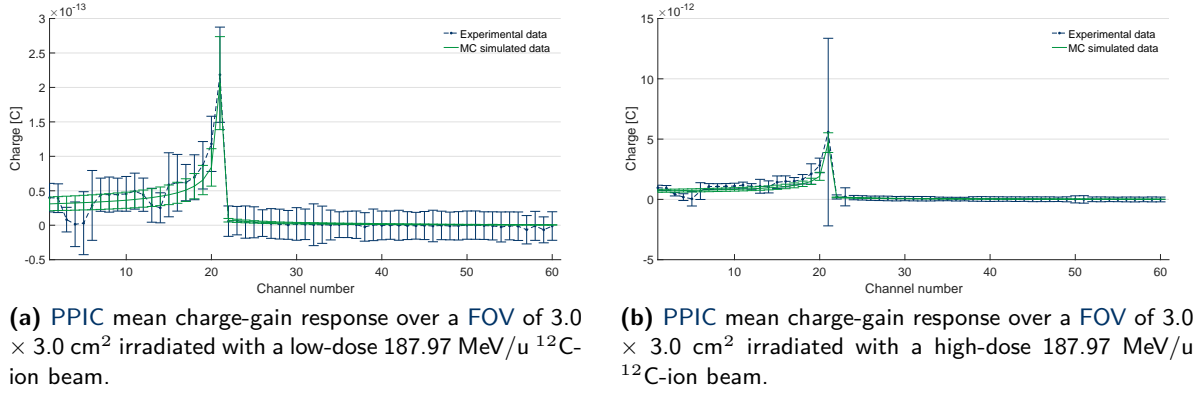 ×10^-13
3
2.5
2
1.5
1
0.5
0
-0.5
Charge [C]
10 20 30 40 50 60
Channel number
Experimental data
MC simulated data
×10^-12
15
10
5
0
-5
Charge [C]
10 20 30 40 50 60
Channel number
Experimental data
MC simulated data
(a) PPIC mean charge-gain response over a FOV of 3.0
× 3.0 cm² irradiated with a low-dose 187.97 MeV/u ¹²C-
ion beam.
(b) PPIC mean charge-gain response over a FOV of 3.0
× 3.0 cm² irradiated with a high-dose 187.97 MeV/u
¹²C-ion beam.